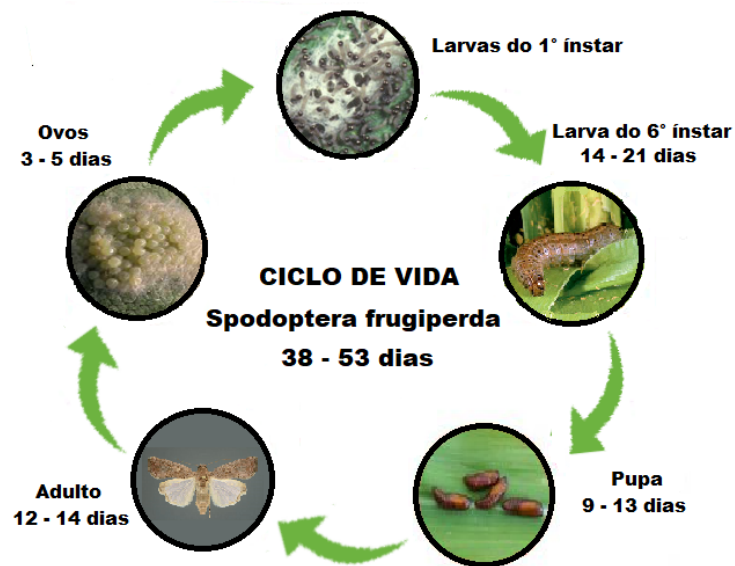 Larvas do 1° ínstar
Larva do 6° ínstar
14 - 21 dias
Pupa
9 - 13 dias
Adulto
12 - 14 dias
Ovos
3 - 5 dias
CICLO DE VIDA
Spodoptera frugiperda
38 - 53 dias